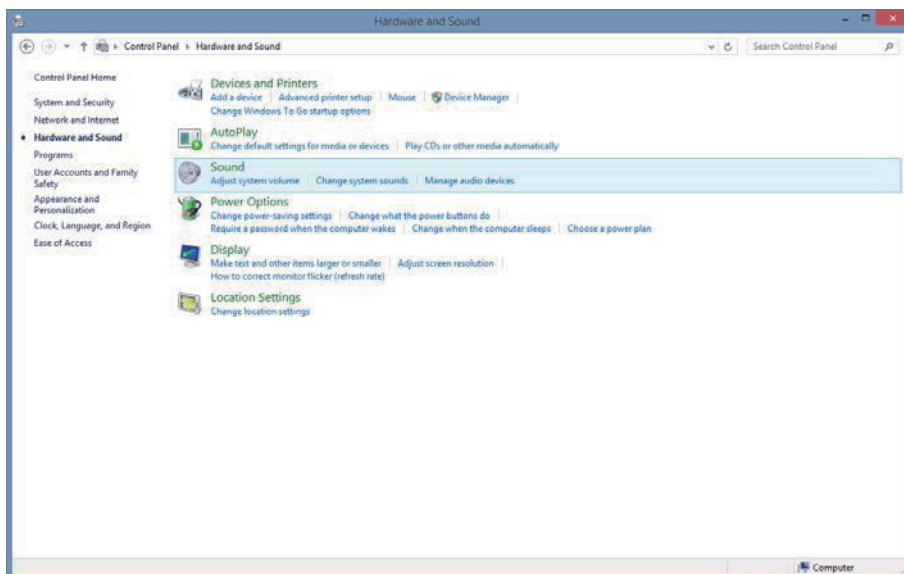 Hardware and Sound
Control Panel ▸ Hardware and Sound
Search Control Panel
Control Panel Home
System and Security
Network and Internet
Hardware and Sound
Programs
User Accounts and Family
Safety
Appearance and
Personalization
Clock, Language, and Region
Ease of Access
Devices and Printers
Add a device | Advanced printer setup | Mouse | Device Manager |
Change Windows To Go startup options
AutoPlay
Change default settings for media or devices | Play CDs or other media automatically
Sound
Adjust system volume | Change system sounds | Manage audio devices
Power Options
Change power-saving settings | Change what the power buttons do |
Require a password when the computer wakes | Change when the computer sleeps | Choose a power plan
Display
Make text and other items larger or smaller | Adjust screen resolution |
How to correct monitor flicker (refresh rate)
Location Settings
Change location settings
Computer